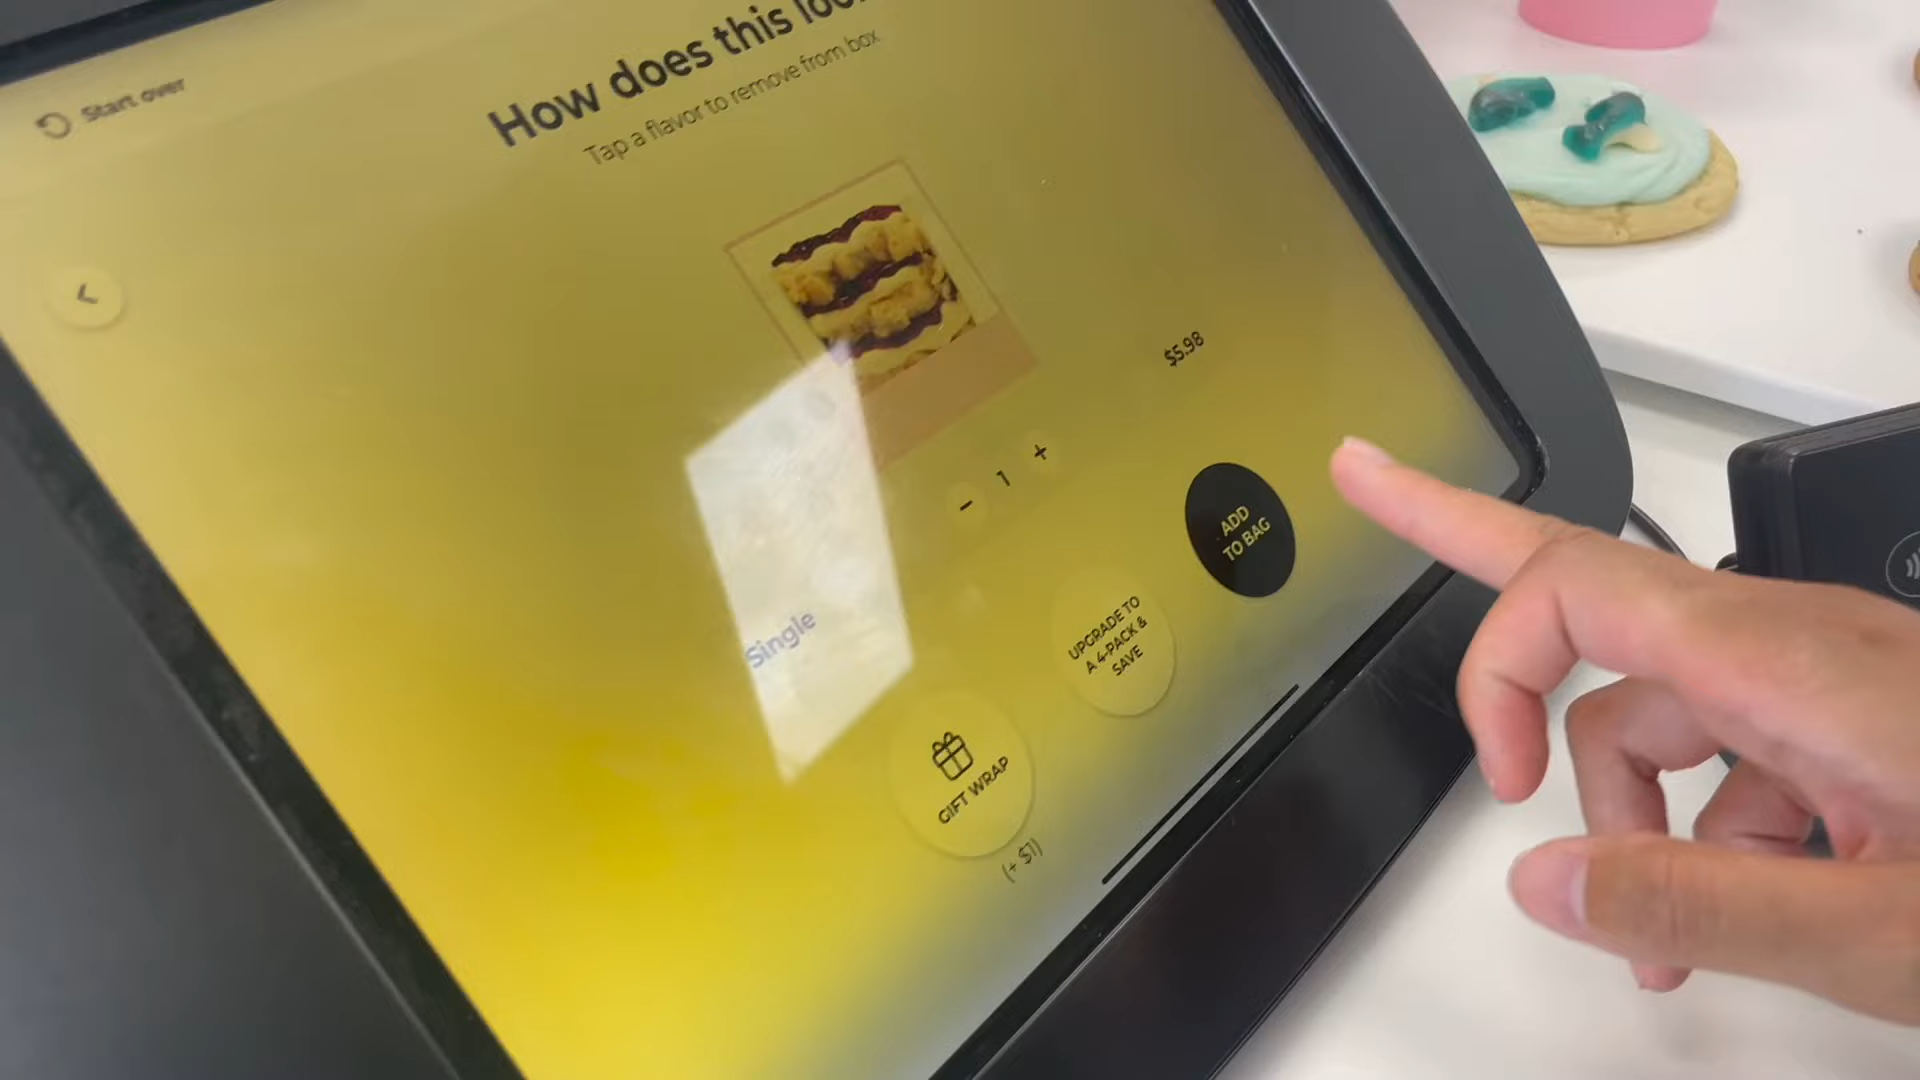 Start over
How does this
Tap a flavor to remove from box
$5.98
- 1 +
ADD
TO BAG
Single
UPGRADE TO
A 4-PACK &
SAVE
GIFT WRAP
(+ $1)